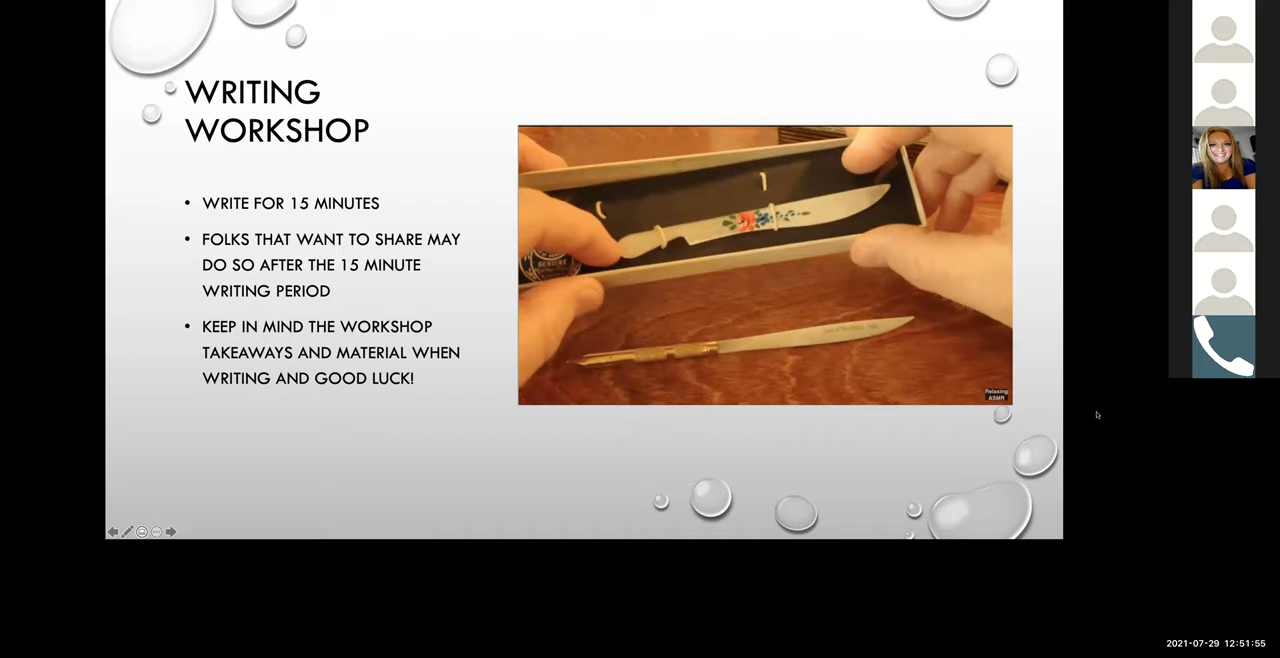 WRITING
WORKSHOP
• WRITE FOR 15 MINUTES
• FOLKS THAT WANT TO SHARE MAY
DO SO AFTER THE 15 MINUTE
WRITING PERIOD
• KEEP IN MIND THE WORKSHOP
TAKEAWAYS AND MATERIAL WHEN
WRITING AND GOOD LUCK!
GENUINE
Relaxing
ASMR
2021-07-29 12:51:55